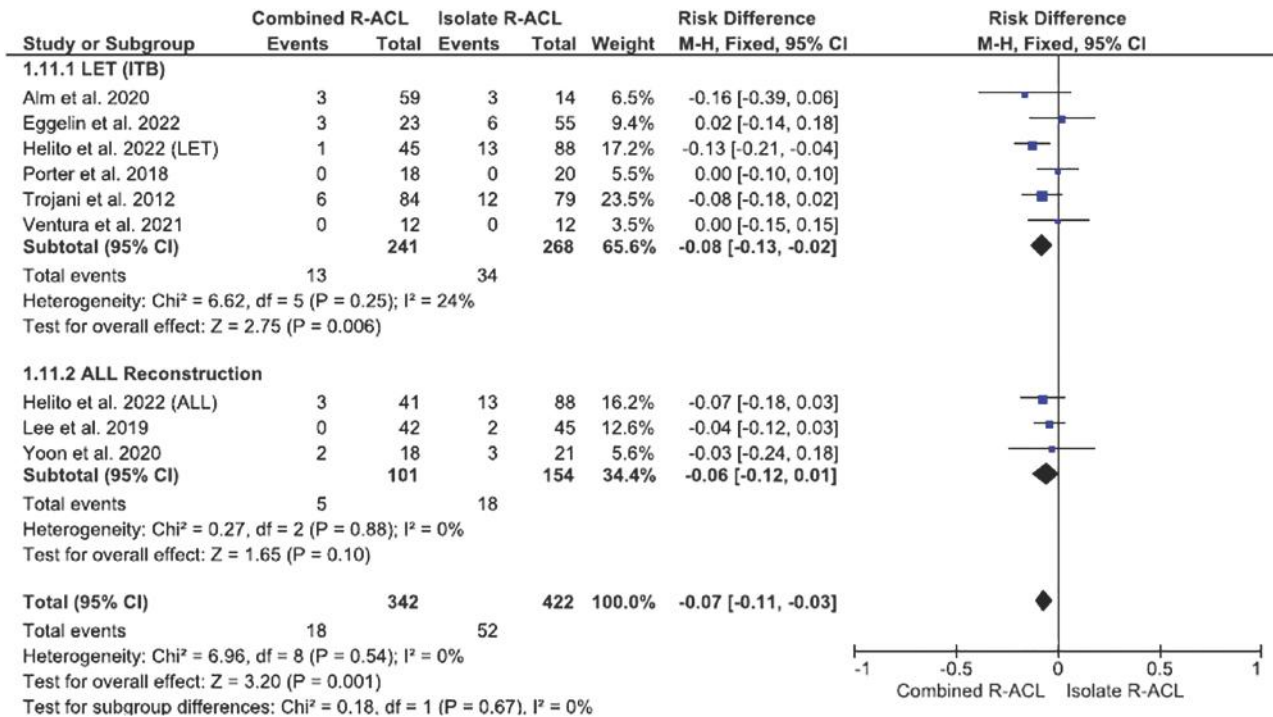 Combined R-ACL Isolate R-ACL Risk Difference Risk Difference
Study or Subgroup Events Total Events Total Weight M-H, Fixed, 95% CI M-H, Fixed, 95% CI
1.11.1 LET (ITB)
Alm et al. 2020 3 59 3 14 6.5% -0.16 [-0.39, 0.06]
Eggelin et al. 2022 3 23 6 55 9.4% 0.02 [-0.14, 0.18]
Helito et al. 2022 (LET) 1 45 13 88 17.2% -0.13 [-0.21, -0.04]
Porter et al. 2018 0 18 0 20 5.5% 0.00 [-0.10, 0.10]
Trojani et al. 2012 6 84 12 79 23.5% -0.08 [-0.18, 0.02]
Ventura et al. 2021 0 12 0 12 3.5% 0.00 [-0.15, 0.15]
Subtotal (95% CI) 241 268 65.6% -0.08 [-0.13, -0.02]
Total events 13 34
Heterogeneity: Chi² = 6.62, df = 5 (P = 0.25); I² = 24%
Test for overall effect: Z = 2.75 (P = 0.006)
1.11.2 ALL Reconstruction
Helito et al. 2022 (ALL) 3 41 13 88 16.2% -0.07 [-0.18, 0.03]
Lee et al. 2019 0 42 2 45 12.6% -0.04 [-0.12, 0.03]
Yoon et al. 2020 2 18 3 21 5.6% -0.03 [-0.24, 0.18]
Subtotal (95% CI) 101 154 34.4% -0.06 [-0.12, 0.01]
Total events 5 18
Heterogeneity: Chi² = 0.27, df = 2 (P = 0.88); I² = 0%
Test for overall effect: Z = 1.65 (P = 0.10)
Total (95% CI) 342 422 100.0% -0.07 [-0.11, -0.03]
Total events 18 52
Heterogeneity: Chi² = 6.96, df = 8 (P = 0.54); I² = 0%
Test for overall effect: Z = 3.20 (P = 0.001)
Test for subgroup differences: Chi² = 0.18, df = 1 (P = 0.67), I² = 0%
-1 -0.5 0 0.5 1
Combined R-ACL Isolate R-ACL